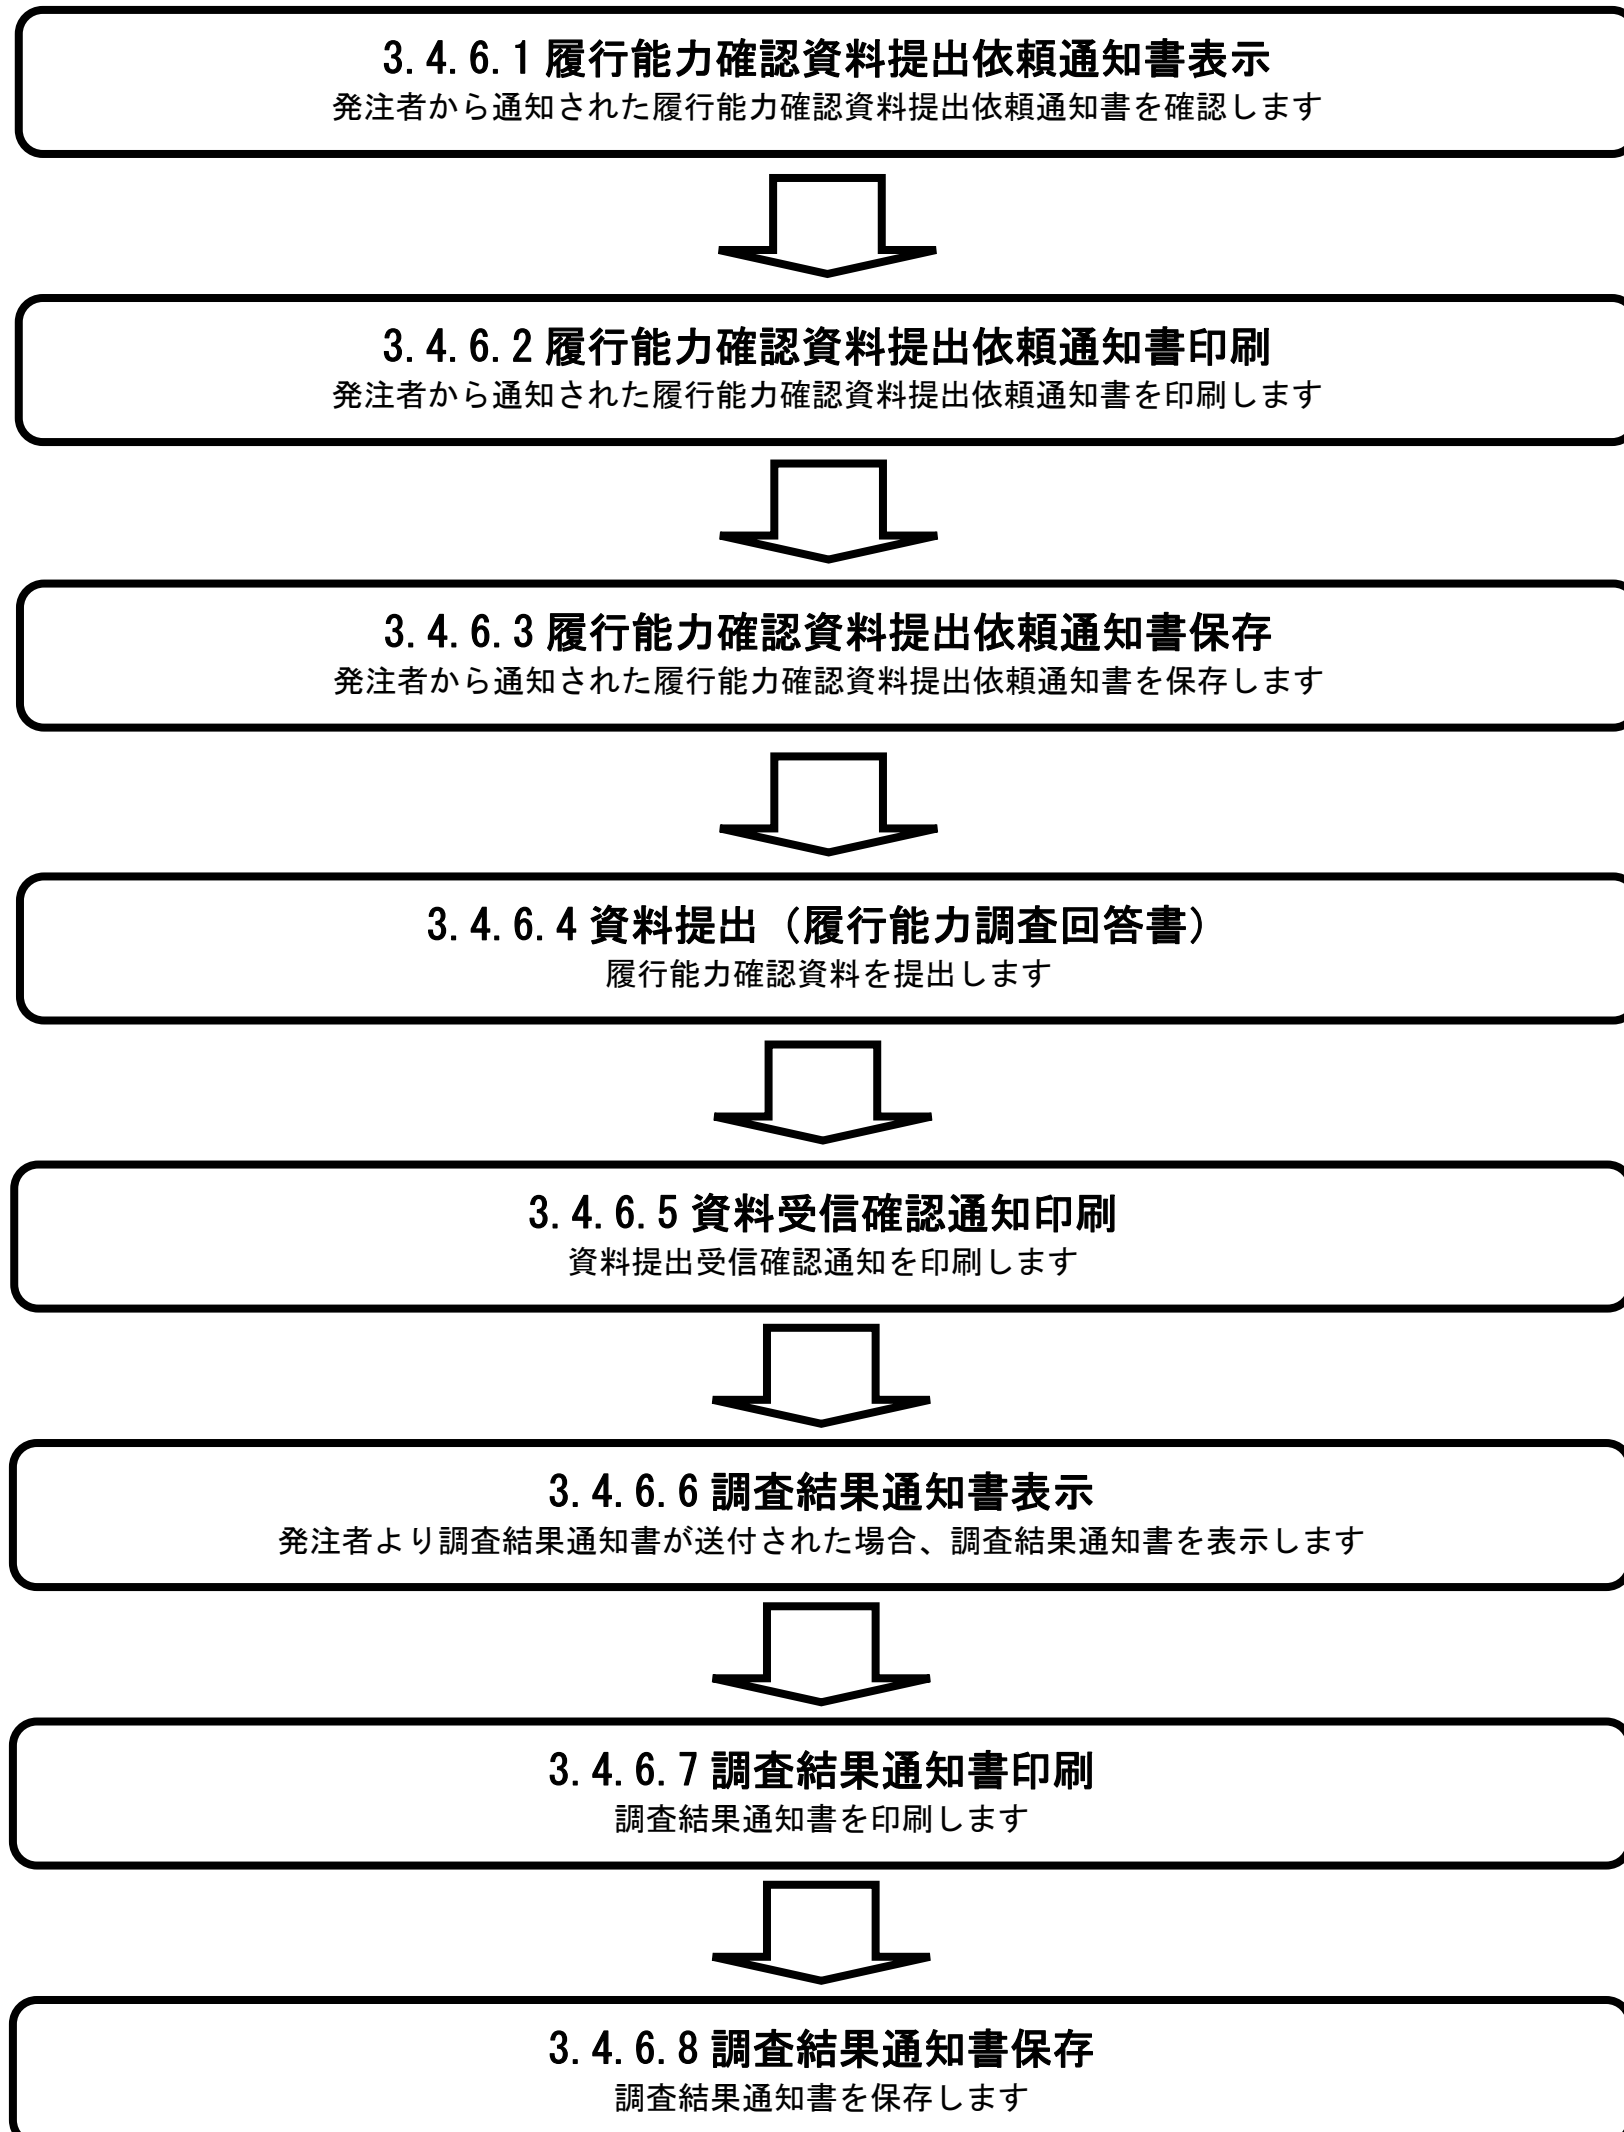 3.4.6.1 履行能力確認資料提出依頼通知書表示
発注者から通知された履行能力確認資料提出依頼通知書を確認します
3.4.6.2 履行能力確認資料提出依頼通知書印刷
発注者から通知された履行能力確認資料提出依頼通知書を印刷します
3.4.6.3 履行能力確認資料提出依頼通知書保存
発注者から通知された履行能力確認資料提出依頼通知書を保存します
3.4.6.4 資料提出（履行能力調査回答書）
履行能力確認資料を提出します
3.4.6.5 資料受信確認通知印刷
資料提出受信確認通知を印刷します
3.4.6.6 調査結果通知書表示
発注者より調査結果通知書が送付された場合、調査結果通知書を表示します
3.4.6.7 調査結果通知書印刷
調査結果通知書を印刷します
3.4.6.8 調査結果通知書保存
調査結果通知書を保存します